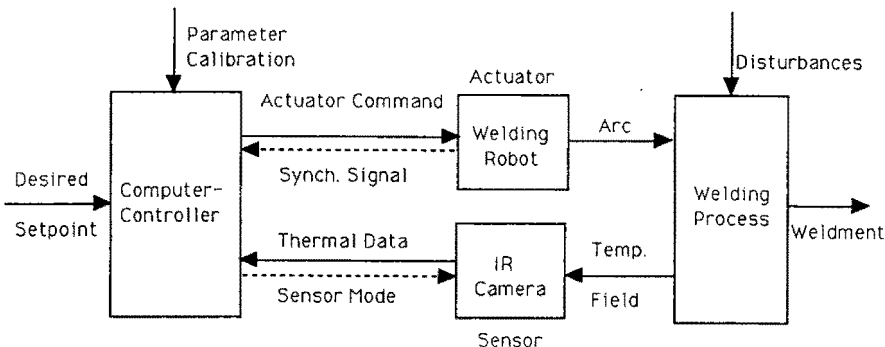 Parameter
Calibration
Disturbances
Actuator
Actuator Command
Welding
Robot
Arc
Synch. Signal
Desired
Setpoint
Computer-
Controller
Welding
Process
Weldment
Thermal Data
Sensor Mode
IR
Camera
Temp.
Field
Sensor